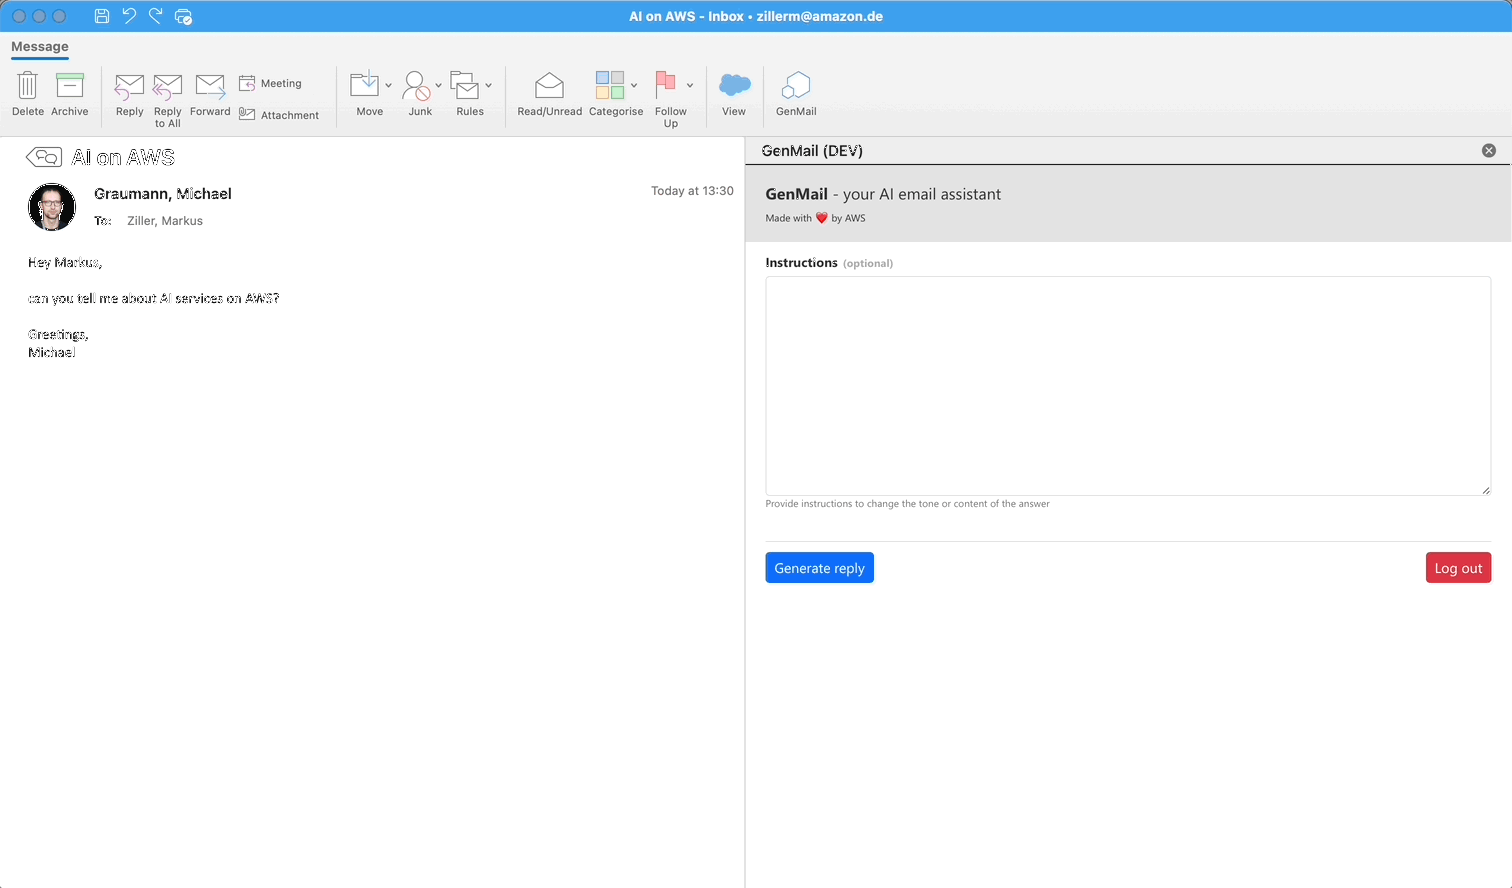 AI on AWS - Inbox • zillerm@amazon.de
Message
Delete
Archive
Reply
Reply
to All
Forward
Meeting
Attachment
Move
Junk
Rules
Read/Unread
Categorise
Follow
Up
View
GenMail
AI on AWS
Graumann, Michael
Today at 13:30
To: Ziller, Markus
Hey Markus,
can you tell me about AI services on AWS?
Greetings,
Michael
GenMail (DEV)
GenMail - your AI email assistant
Made with ❤️ by AWS
Instructions (optional)
Provide instructions to change the tone or content of the answer
Generate reply
Log out